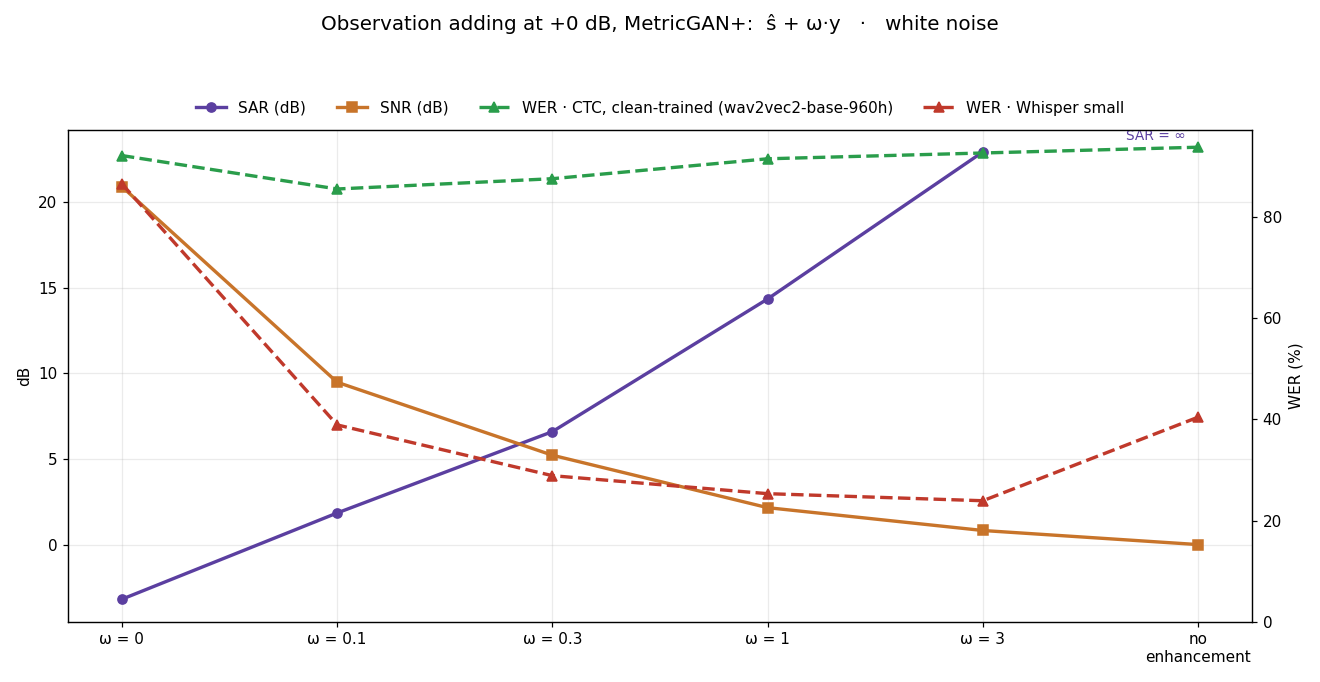 Observation adding at +0 dB, MetricGAN+:  ŝ + ω·y   ·   white noise
SAR (dB)
SNR (dB)
WER · CTC, clean-trained (wav2vec2-base-960h)
WER · Whisper small
SAR = ∞
20
15
10
5
0
dB
80
60
40
20
0
WER (%)
ω = 0
ω = 0.1
ω = 0.3
ω = 1
ω = 3
no
enhancement